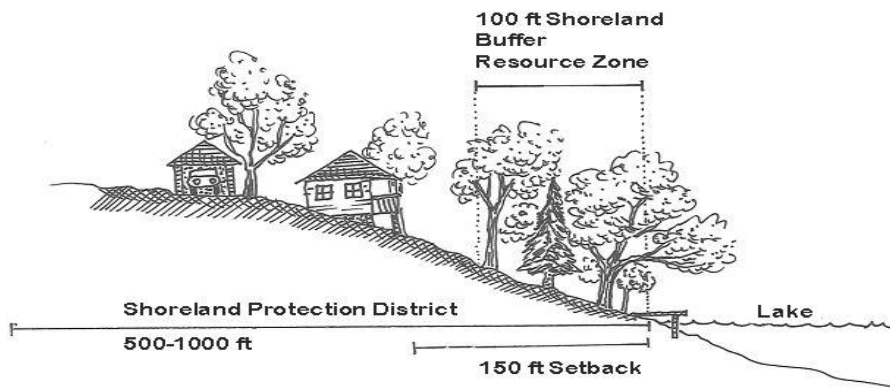 100 ft Shoreland
Buffer
Resource Zone
Shoreland Protection District
Lake
500-1000 ft
150 ft Setback